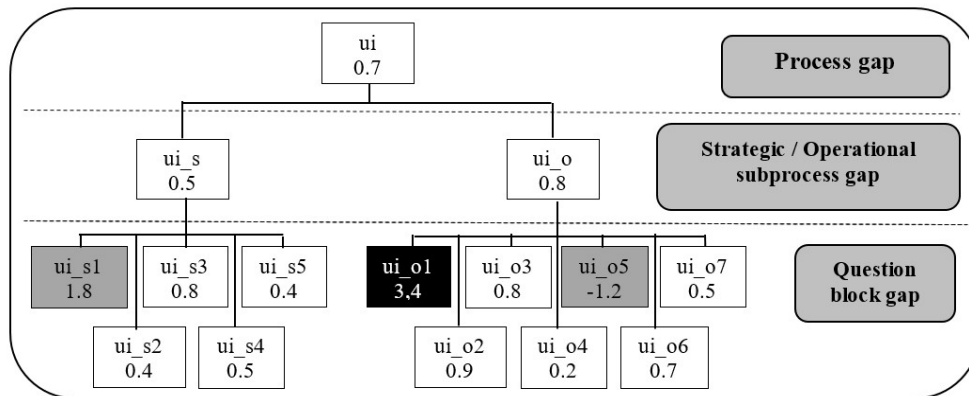 ui
0.7
Process gap
ui_s
0.5
ui_o
0.8
Strategic / Operational
subprocess gap
ui_s1
1.8
ui_s3
0.8
ui_s5
0.4
ui_o1
3,4
ui_o3
0.8
ui_o5
-1.2
ui_o7
0.5
Question
block gap
ui_s2
0.4
ui_s4
0.5
ui_o2
0.9
ui_o4
0.2
ui_o6
0.7